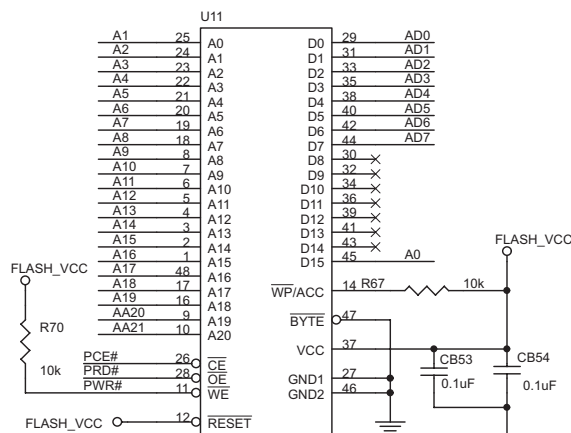 U11
A1 25 A0 D0 29 AD0
A2 24 A1 D1 31 AD1
A3 23 A2 D2 33 AD2
A4 22 A3 D3 35 AD3
A5 21 A4 D4 38 AD4
A6 20 A5 D5 40 AD5
A7 19 A6 D6 42 AD6
A8 18 A7 D7 44 AD7
A9 8 A8 D8 30
A10 7 A9 D9 32
A11 6 A10 D10 34
A12 5 A11 D11 36
A13 4 A12 D12 39
A14 3 A13 D13 41
A15 2 A14 D14 43 FLASH_VCC
A16 1 A15 D15 45 A0
FLASH_VCC A17 48 A16
A18 17 A17 WP/ACC 14 R67 10k
A19 16 A18
AA20 9 A19 BYTE 47
R70 AA21 10 A20
VCC 37
10k PCE# 26 CE CB53 CB54
PRD# 28 OE GND1 27 0.1uF 0.1uF
PWR# 11 WE GND2 46
FLASH_VCC 12 RESET